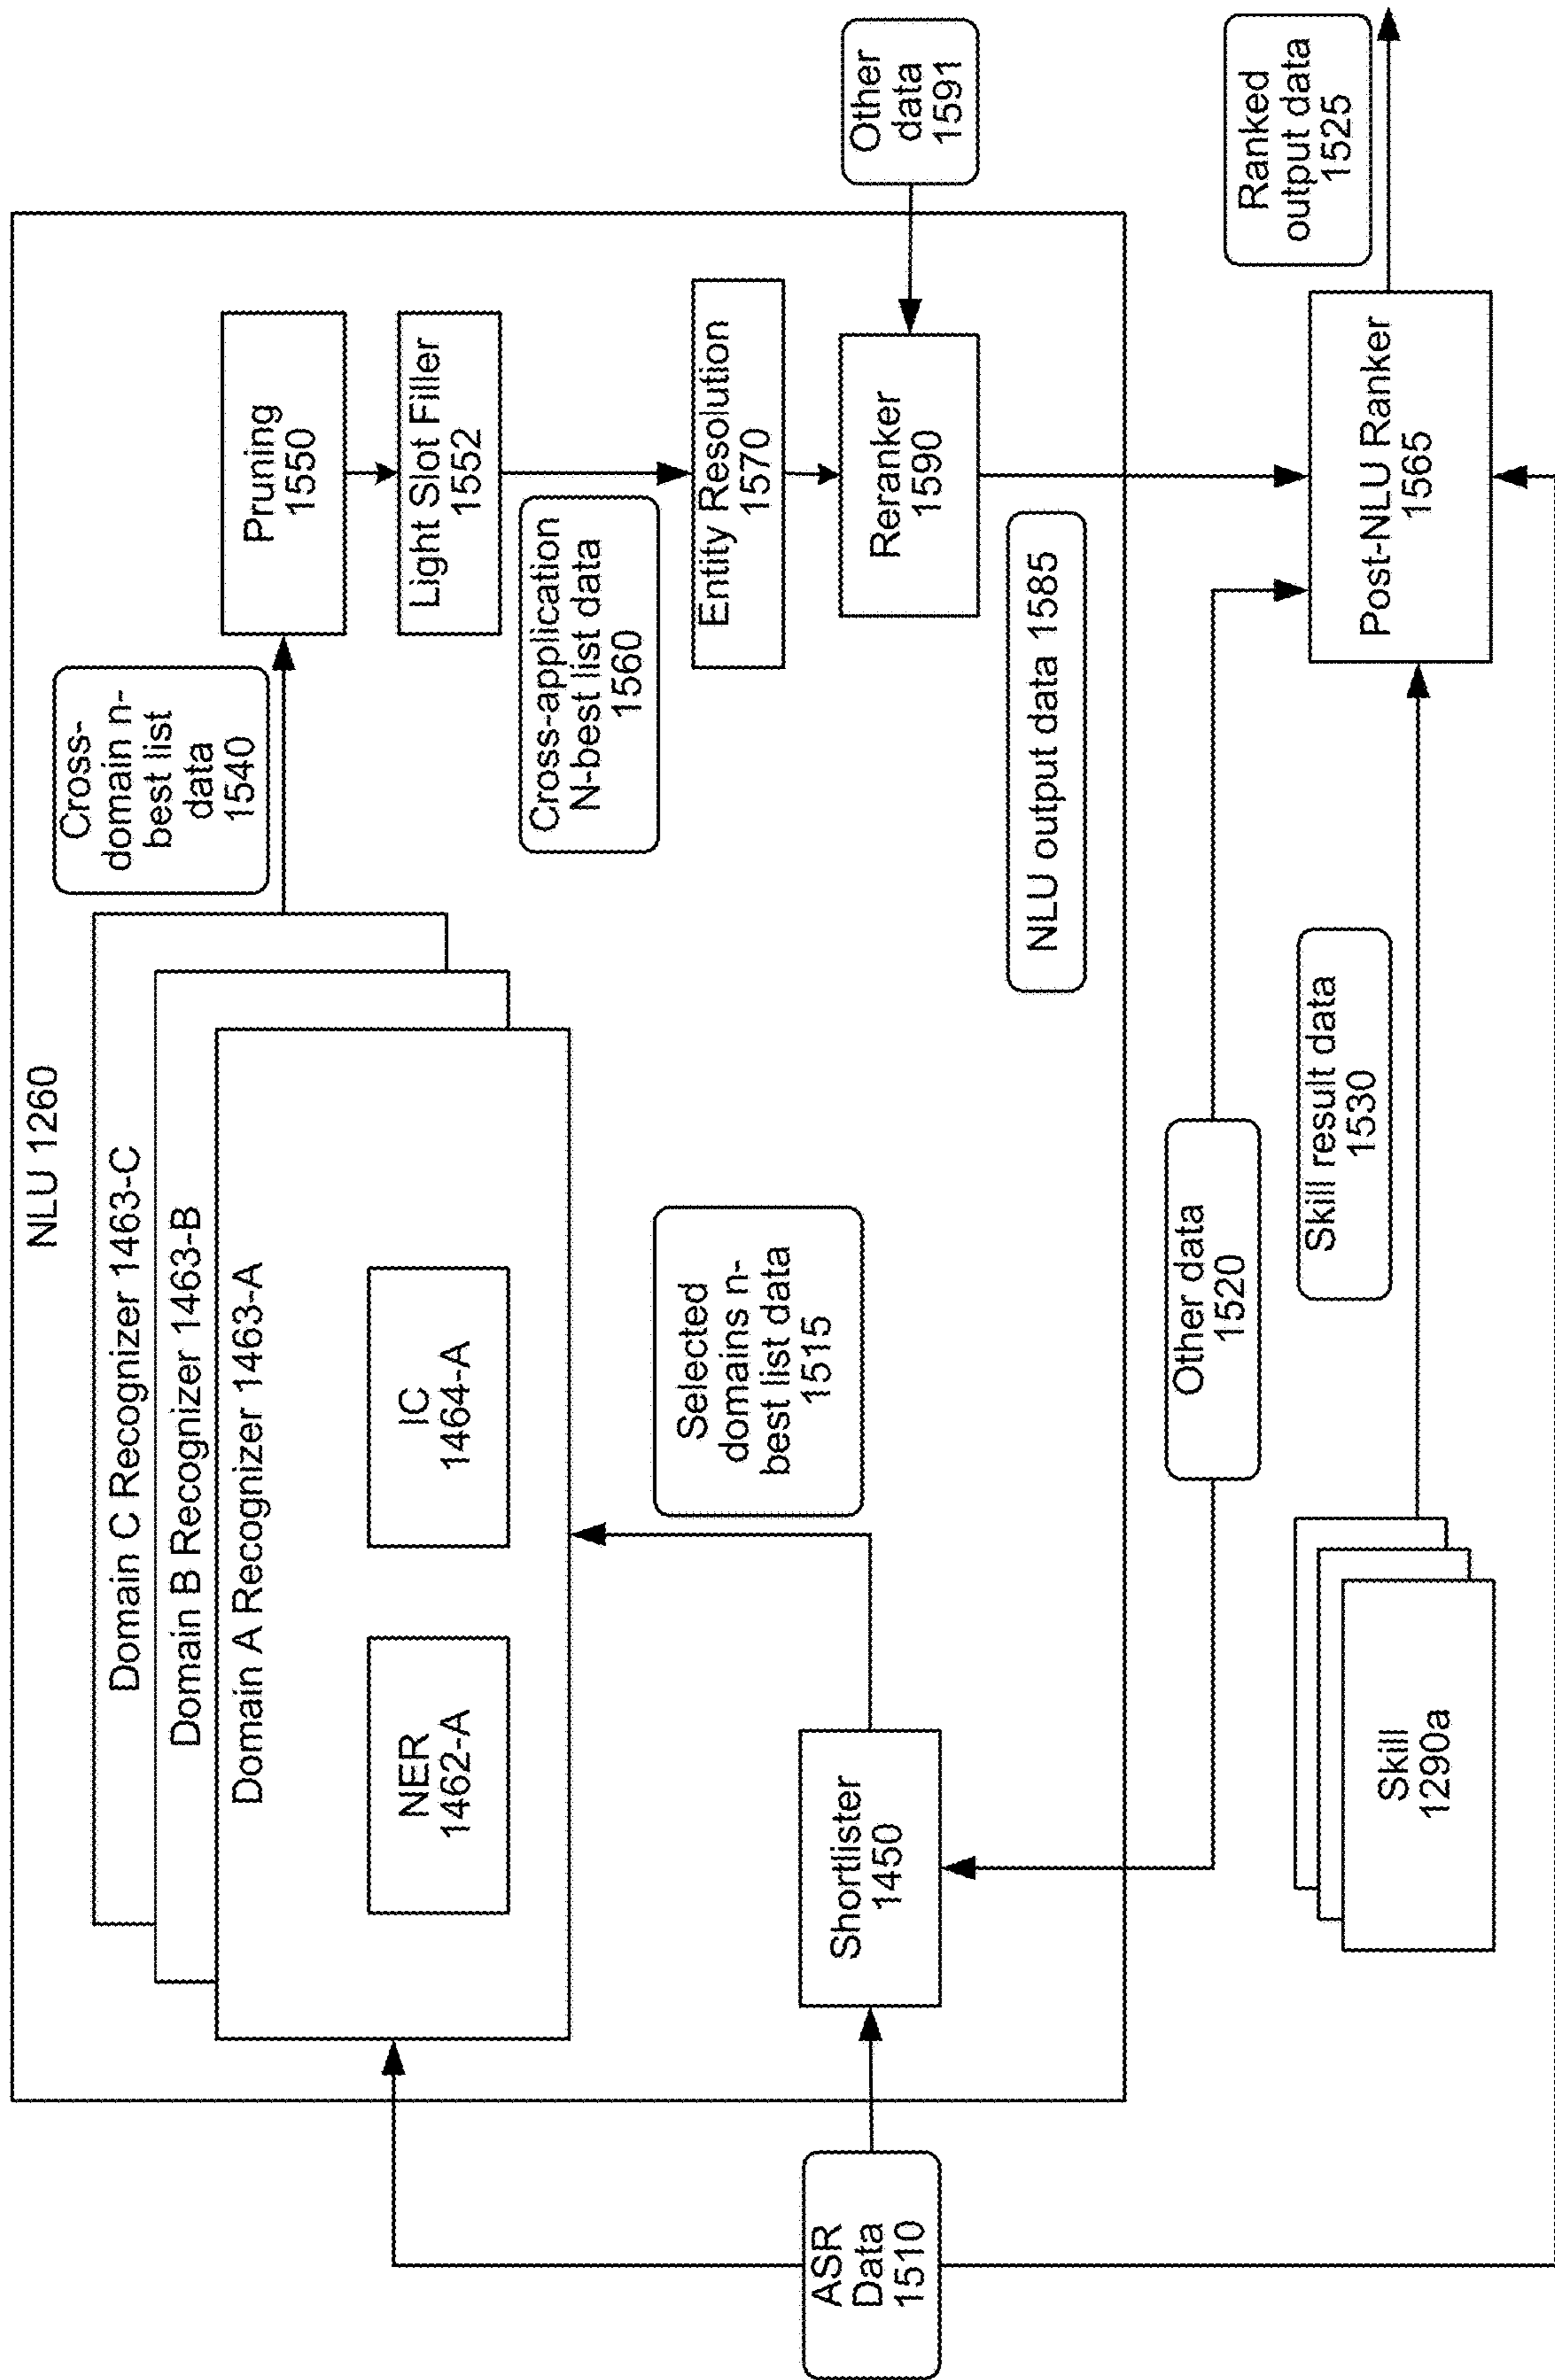 NLU 1260
Domain C Recognizer 1463-C
Domain B Recognizer 1463-B
Domain A Recognizer 1463-A
NER
1462-A
IC
1464-A
Cross-
domain n-
best list
data
1540
Pruning
1550
Light Slot Filler
1552
Cross-application
N-best list data
1560
Entity Resolution
1570
Reranker
1590
Other
data
1591
NLU output data 1585
Selected
domains n-
best list data
1515
Shortlister
1450
ASR
Data
1510
Other data
1520
Skill result data
1530
Skill
1290a
Post-NLU Ranker
1565
Ranked
output data
1525